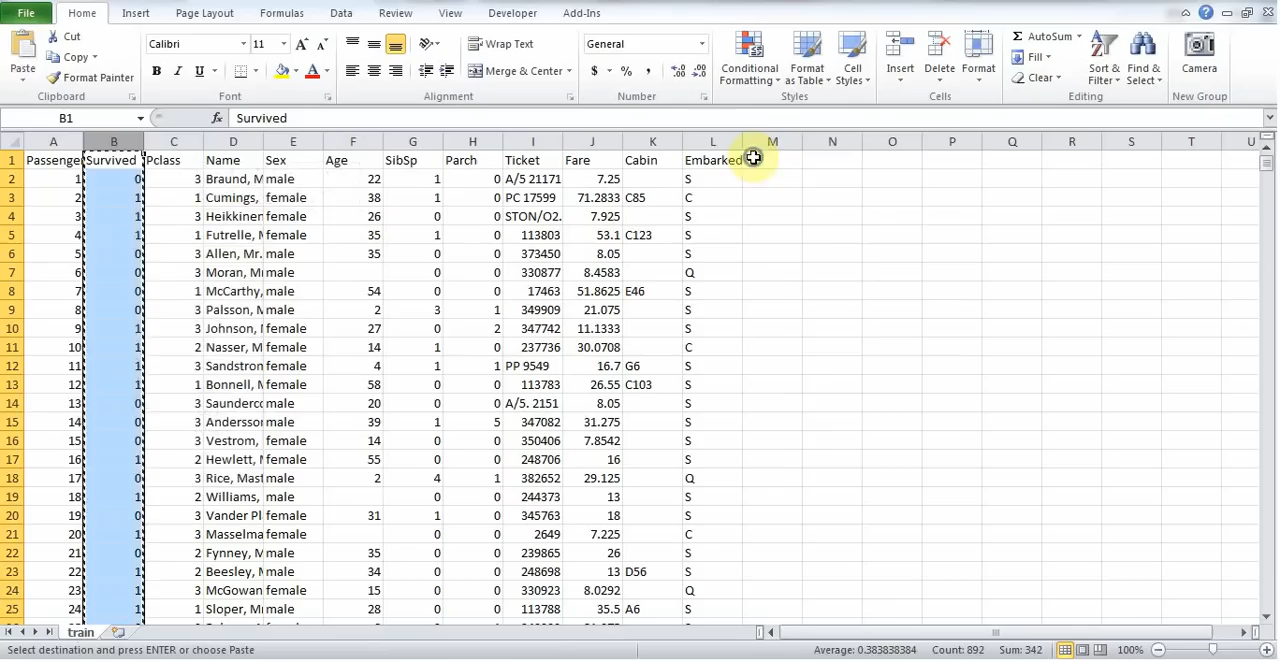 File Home Insert Page Layout Formulas Data Review View Developer Add-Ins
Cut
Copy
Format Painter
Paste
Clipboard
Calibri 11 A A
B I U A
Font
Wrap Text
Merge & Center
Alignment
General
$ % ,
Number
Conditional Formatting
Format as Table
Cell Styles
Styles
Insert Delete Format
Cells
Σ AutoSum
Fill
Clear
Sort & Filter
Find & Select
Editing
Camera
New Group
B1 fx Survived
A B C D E F G H I J K L M N O P Q R S T U
1 Passenger Survived Pclass Name Sex Age SibSp Parch Ticket Fare Cabin Embarked
2 1 0 3 Braund, M male 22 1 0 A/5 21171 7.25 S
3 2 1 1 Cumings, female 38 1 0 PC 17599 71.2833 C85 C
4 3 1 3 Heikkinen female 26 0 0 STON/O2. 7.925 S
5 4 1 1 Futrelle, M female 35 1 0 113803 53.1 C123 S
6 5 0 3 Allen, Mr. male 35 0 0 373450 8.05 S
7 6 0 3 Moran, Mr male 0 0 330877 8.4583 Q
8 7 0 1 McCarthy, male 54 0 0 17463 51.8625 E46 S
9 8 0 3 Palsson, M male 2 3 1 349909 21.075 S
10 9 1 3 Johnson, M female 27 0 2 347742 11.1333 S
11 10 1 2 Nasser, M female 14 1 0 237736 30.0708 C
12 11 1 3 Sandstrom female 4 1 1 PP 9549 16.7 G6 S
13 12 1 1 Bonnell, M female 58 0 0 113783 26.55 C103 S
14 13 0 3 Saunderco male 20 0 0 A/5. 2151 8.05 S
15 14 0 3 Andersson male 39 1 5 347082 31.275 S
16 15 0 3 Vestrom, female 14 0 0 350406 7.8542 S
17 16 1 2 Hewlett, M female 55 0 0 248706 16 S
18 17 0 3 Rice, Mast male 2 4 1 382652 29.125 Q
19 18 1 2 Williams, male 0 0 244373 13 S
20 19 0 3 Vander Pl female 31 1 0 345763 18 S
21 20 1 3 Masselma female 0 0 2649 7.225 C
22 21 0 2 Fynney, M male 35 0 0 239865 26 S
23 22 1 2 Beesley, M male 34 0 0 248698 13 D56 S
24 23 1 3 McGowan female 15 0 0 330923 8.0292 Q
25 24 1 1 Sloper, Mr male 28 0 0 113788 35.5 A6 S
train
Select destination and press ENTER or choose Paste Average: 0.383838384 Count: 892 Sum: 342 100%